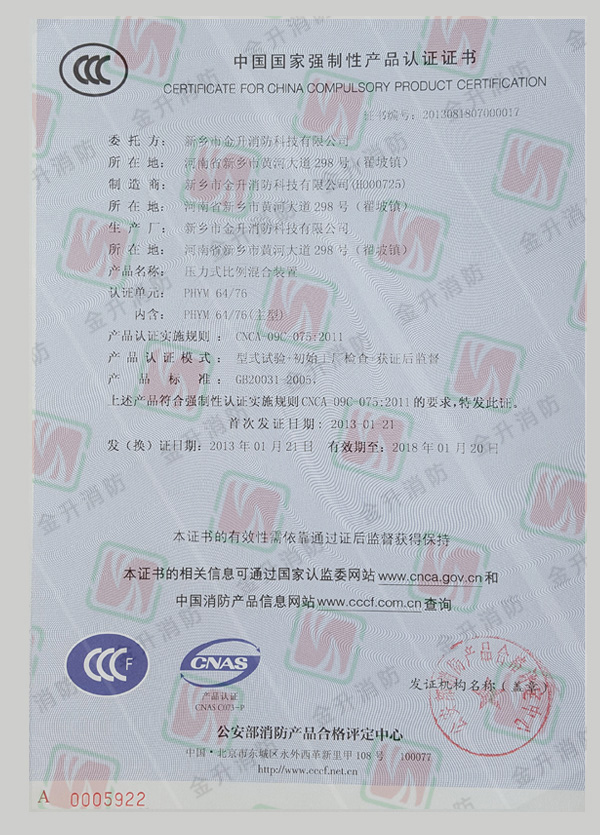 中国国家强制性产品认证证书
CERTIFICATE FOR CHINA COMPULSORY PRODUCT CERTIFICATION
证书编号：2013081807000017
委托方：新乡市金升消防科技有限公司
所在地：河南省新乡市黄河大道298号（翟坡镇）
制造商：新乡市金升消防科技有限公司(H000725)
所在地：河南省新乡市黄河大道298号（翟坡镇）
生产厂：新乡市金升消防科技有限公司
所在地：河南省新乡市黄河大道298号（翟坡镇）
产品名称：压力式比例混合装置
认证单元：PHYM 64/76
内含：PHYM 64/76(主型)
产品认证实施规则：CNCA-09C-075:2011
产品认证模式：型式试验+初始工厂检查+获证后监督
产品标准：GB20031-2005
上述产品符合强制性认证实施规则CNCA-09C-075:2011的要求,特发此证。
首次发证日期：2013-01-21
发（换）证日期：2013年01月21日 有效期至：2018年01月20日
本证书的有效性需依靠通过证后监督获得保持
本证书的相关信息可通过国家认监委网站www.cnca.gov.cn和
中国消防产品信息网站www.cccf.com.cn查询
CCCF
CNAS
产品认证
CNAS C073-P
发证机构名称（盖章）
公安部消防产品合格评定中心
中国·北京市东城区永外西革新里甲108号 100077
http://www.cccf.net.cn
A 0005922
金升消防